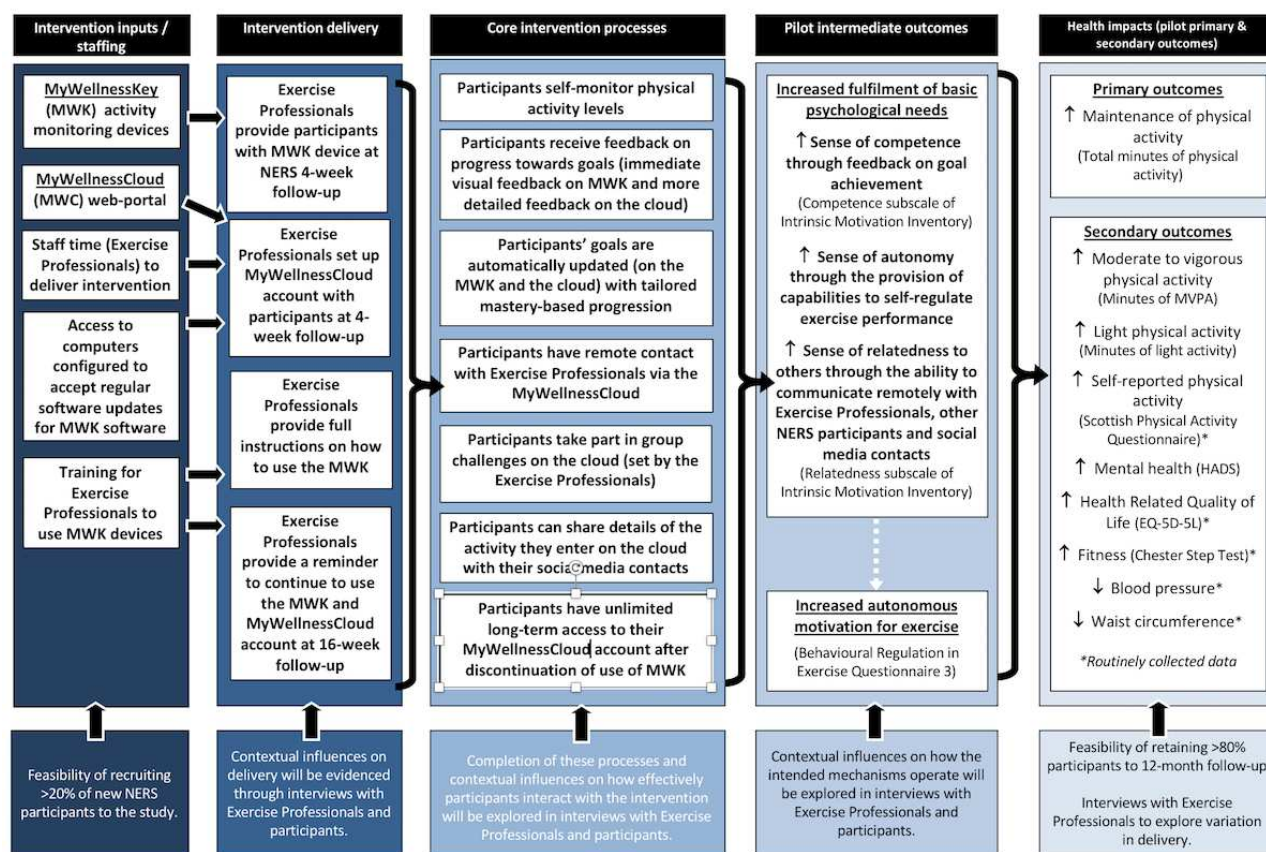 Intervention inputs /
staffing
Intervention delivery
Core intervention processes
Pilot intermediate outcomes
Health impacts (pilot primary &
secondary outcomes)
MyWellnessKey
(MWK) activity
monitoring devices
MyWellnessCloud
(MWC) web-portal
Staff time (Exercise
Professionals) to
deliver intervention
Access to
computers
configured to
accept regular
software updates
for MWK software
Training for
Exercise
Professionals to
use MWK devices
Exercise
Professionals
provide participants
with MWK device at
NERS 4-week
follow-up
Exercise
Professionals set up
MyWellnessCloud
account with
participants at 4-
week follow-up
Exercise
Professionals
provide full
instructions on how
to use the MWK
Exercise
Professionals
provide a reminder
to continue to use
the MWK and
MyWellnessCloud
account at 16-week
follow-up
Participants self-monitor physical
activity levels
Participants receive feedback on
progress towards goals (immediate
visual feedback on MWK and more
detailed feedback on the cloud)
Participants' goals are
automatically updated (on the
MWK and the cloud) with tailored
mastery-based progression
Participants have remote contact
with Exercise Professionals via the
MyWellnessCloud
Participants take part in group
challenges on the cloud (set by the
Exercise Professionals)
Participants can share details of the
activity they enter on the cloud
with their social media contacts
Participants have unlimited
long-term access to their
MyWellnessCloud account after
discontinuation of use of MWK
Increased fulfilment of basic
psychological needs
↑ Sense of competence
through feedback on goal
achievement
(Competence subscale of
Intrinsic Motivation Inventory)
↑ Sense of autonomy
through the provision of
capabilities to self-regulate
exercise performance
↑ Sense of relatedness to
others through the ability to
communicate remotely with
Exercise Professionals, other
NERS participants and social
media contacts
(Relatedness subscale of
Intrinsic Motivation Inventory)
Increased autonomous
motivation for exercise
(Behavioural Regulation in
Exercise Questionnaire 3)
Primary outcomes
↑ Maintenance of physical
activity
(Total minutes of physical
activity)
Secondary outcomes
↑ Moderate to vigorous
physical activity
(Minutes of MVPA)
↑ Light physical activity
(Minutes of light activity)
↑ Self-reported physical
activity
(Scottish Physical Activity
Questionnaire)*
↑ Mental health (HADS)
↑ Health Related Quality of
Life (EQ-5D-5L)*
↑ Fitness (Chester Step Test)*
↓ Blood pressure*
↓ Waist circumference*
*Routinely collected data
Feasibility of recruiting
>20% of new NERS
participants to the study.
Contextual influences on
delivery will be evidenced
through interviews with
Exercise Professionals and
participants.
Completion of these processes and
contextual influences on how effectively
participants interact with the intervention
will be explored in interviews with Exercise
Professionals and participants.
Contextual influences on how the
intended mechanisms operate will
be explored in interviews with
Exercise Professionals and
participants.
Feasibility of retaining >80%
participants to 12-month follow-up.
Interviews with Exercise
Professionals to explore variation
in delivery.